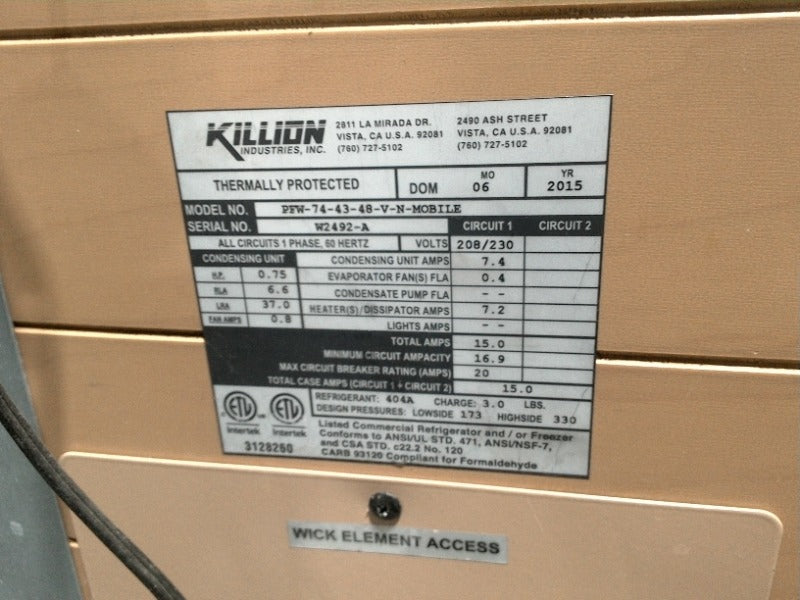 KILLION
INDUSTRIES, INC.
2811 LA MIRADA DR.
VISTA, CA U.S.A. 92081
(760) 727-5102
2490 ASH STREET
VISTA, CA U.S.A. 92081
(760) 727-5102
THERMALLY PROTECTED DOM MO 06 YR 2015
MODEL NO. PFW-74-43-48-V-N-MOBILE
SERIAL NO. W2492-A CIRCUIT 1 CIRCUIT 2
ALL CIRCUITS 1 PHASE, 60 HERTZ VOLTS 208/230
CONDENSING UNIT
H.P. 0.75
RLA 6.6
LRA 37.0
FAN AMPS 0.8
CONDENSING UNIT AMPS 7.4
EVAPORATOR FAN(S) FLA 0.4
CONDENSATE PUMP FLA - -
HEATER(S)/DISSIPATOR AMPS 7.2
LIGHTS AMPS - -
TOTAL AMPS 15.0
MINIMUM CIRCUIT AMPACITY 16.9
MAX CIRCUIT BREAKER RATING (AMPS) 20
TOTAL CASE AMPS (CIRCUIT 1 + CIRCUIT 2) 15.0
REFRIGERANT: 404A CHARGE: 3.0 LBS.
DESIGN PRESSURES: LOWSIDE 173 HIGHSIDE 330
ETL ETL
Intertek Intertek
3128260
Listed Commercial Refrigerator and / or Freezer
Conforms to ANSI/UL STD. 471, ANSI/NSF-7,
and CSA STD. c22.2 No. 120
CARB 93120 Compliant for Formaldehyde
WICK ELEMENT ACCESS